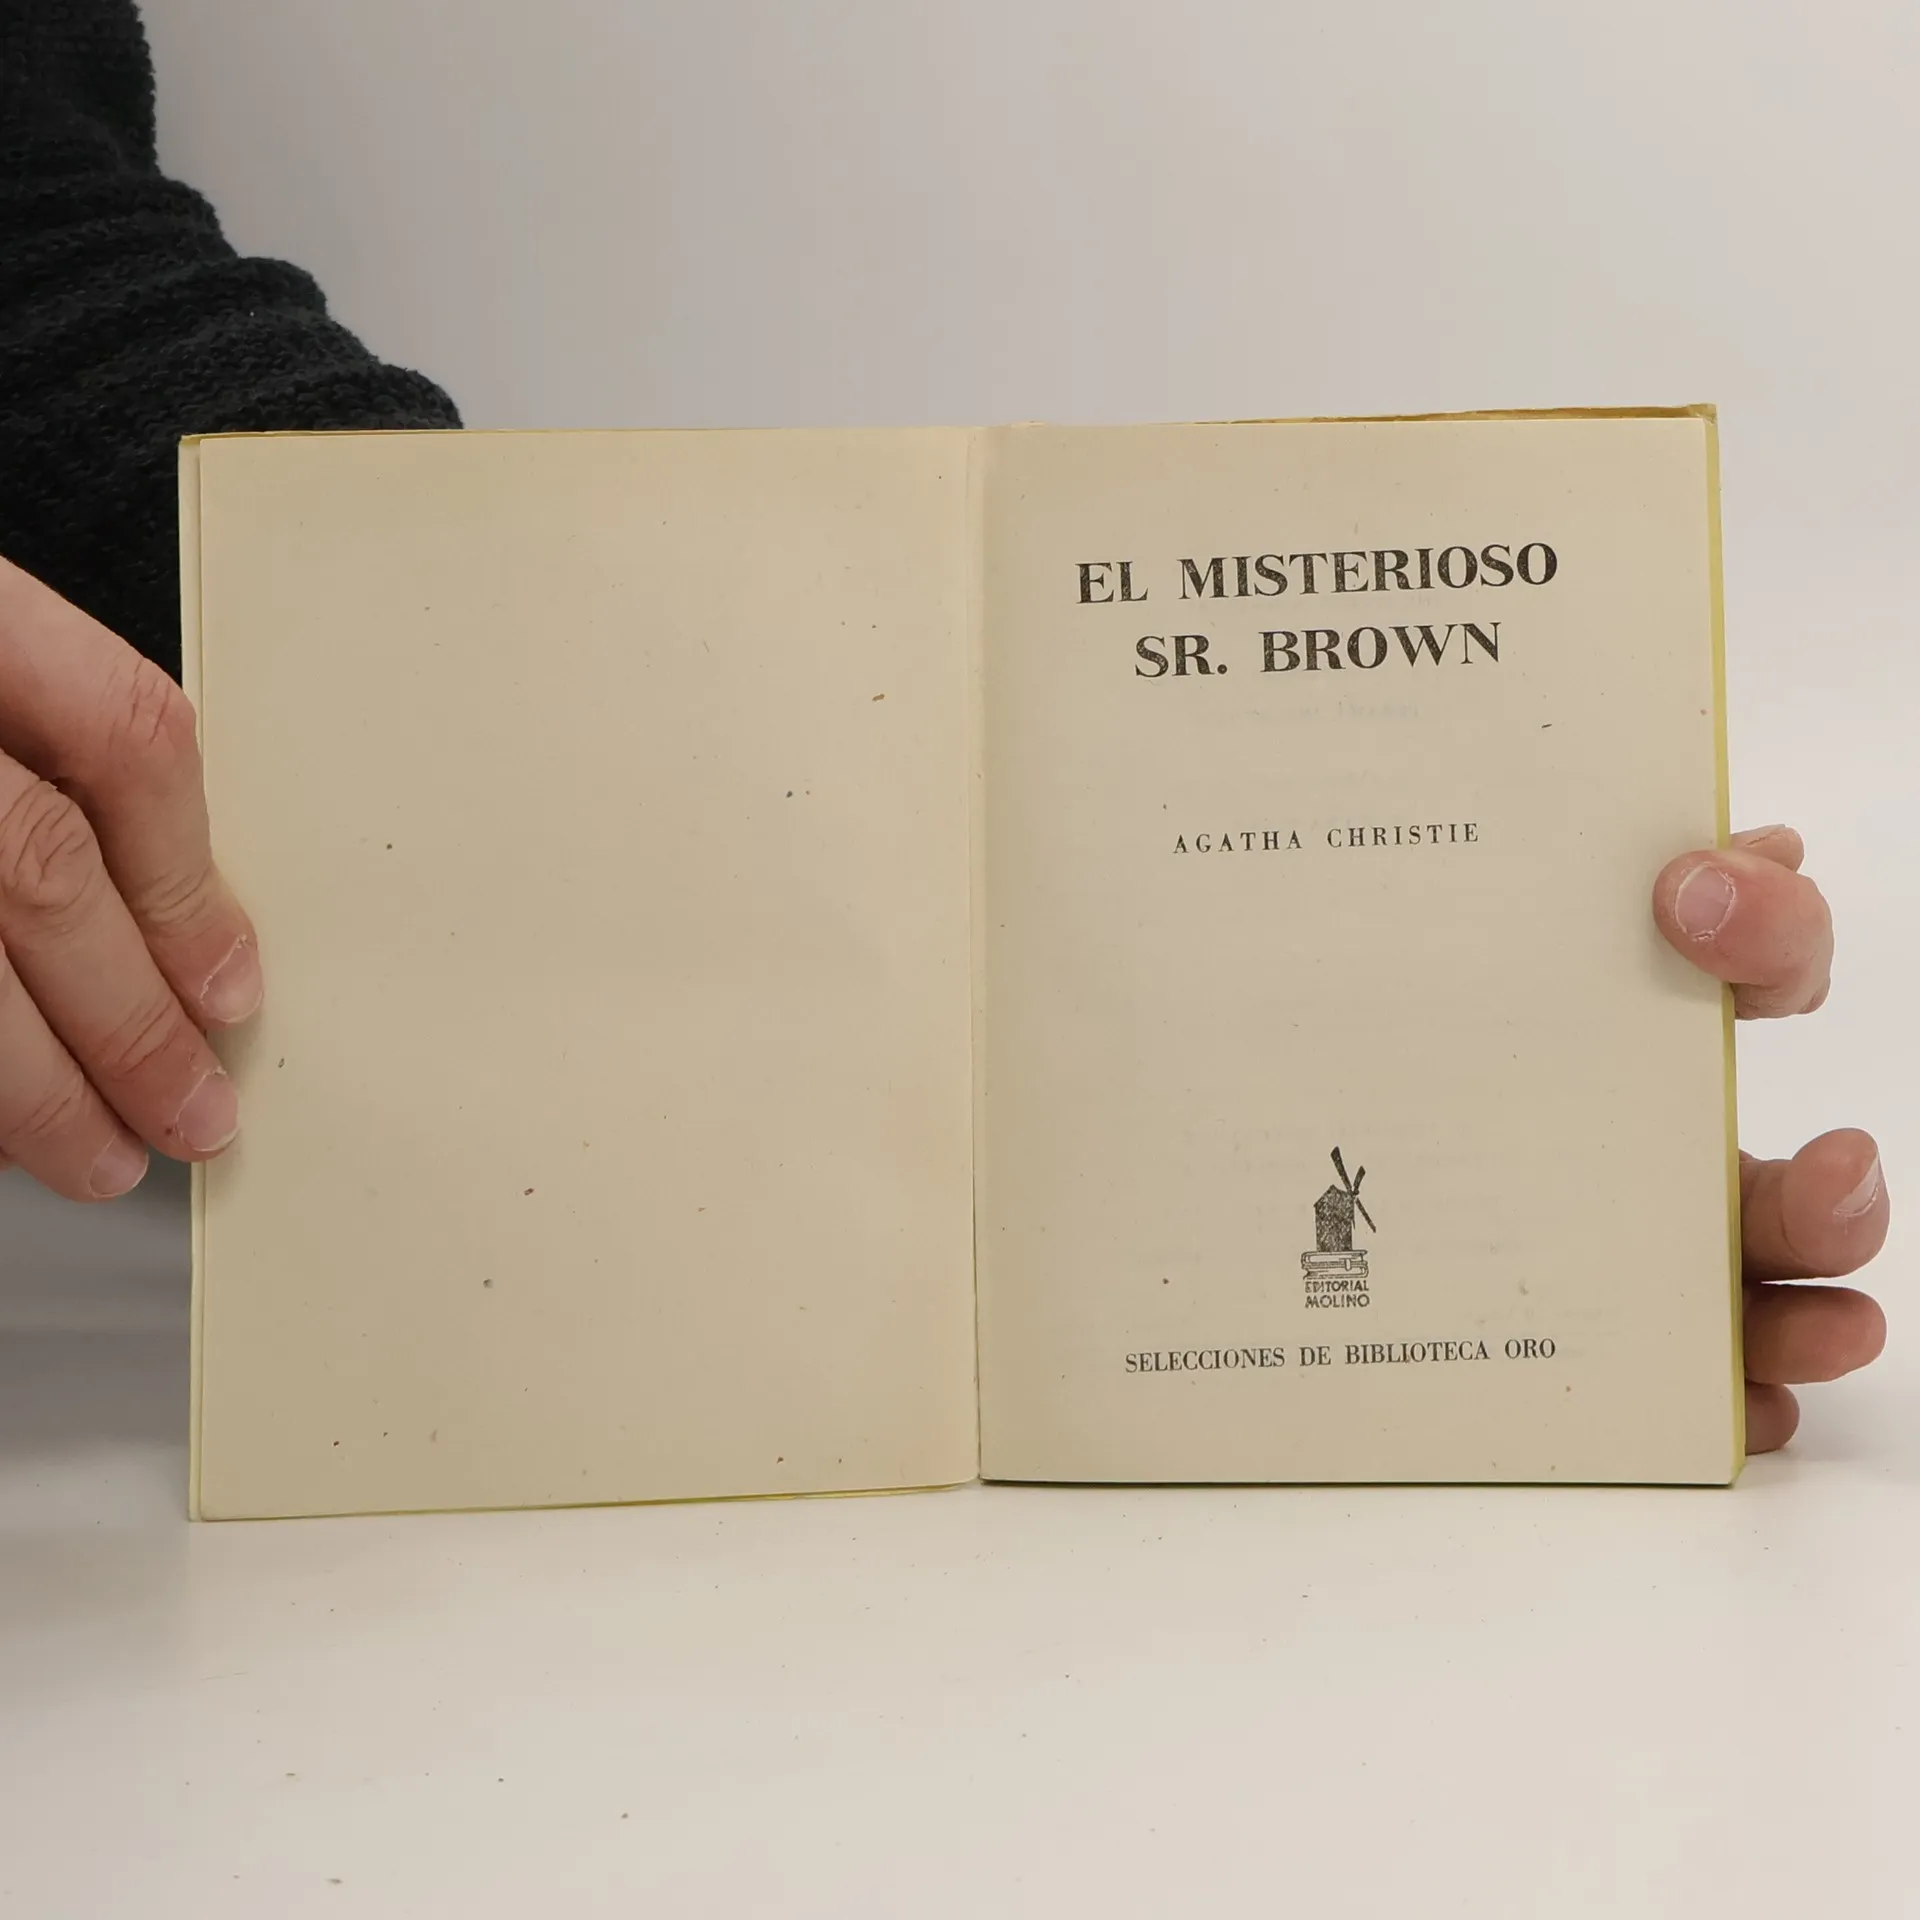 EL MISTERIOSO
SR. BROWN
AGATHA CHRISTIE
EDITORIAL
MOLINO
SELECCIONES DE BIBLIOTECA ORO